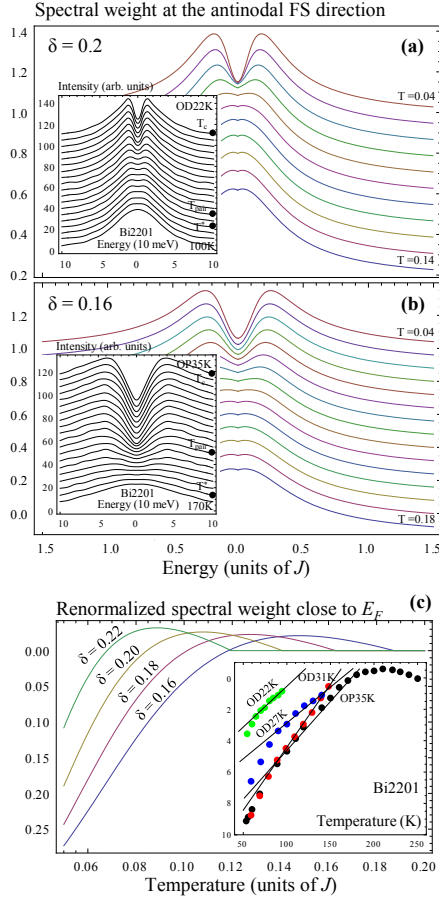 Spectral weight at the antinodal FS direction
δ = 0.2
(a)
1.4
1.2
1.0
0.8
0.6
0.4
0.2
T =0.04
T =0.14
Intensity (arb. units)
140
120
100
80
60
40
20
0
OD22K
T_c
T_pair
T*
100K
Bi2201
Energy (10 meV)
10 5 0 5 10
δ = 0.16
(b)
1.2
1.0
0.8
0.6
0.4
0.2
0.0
T =0.04
T =0.18
Intensity (arb. units)
120
100
80
60
40
20
0
OP35K
T_c
T_pair
T*
170K
Bi2201
Energy (10 meV)
10 5 0 5 10
1.5 1.0 0.5 0.0 0.5 1.0 1.5
Energy (units of J)
Renormalized spectral weight close to E_F
(c)
0.00
0.05
0.10
0.15
0.20
0.25
δ = 0.22
δ = 0.20
δ = 0.18
δ = 0.16
0
2
4
6
8
10
OD22K
OD27K
OD31K
OP35K
Bi2201
Temperature (K)
50 100 150 200 250
0.06 0.08 0.10 0.12 0.14 0.16 0.18 0.20
Temperature (units of J)